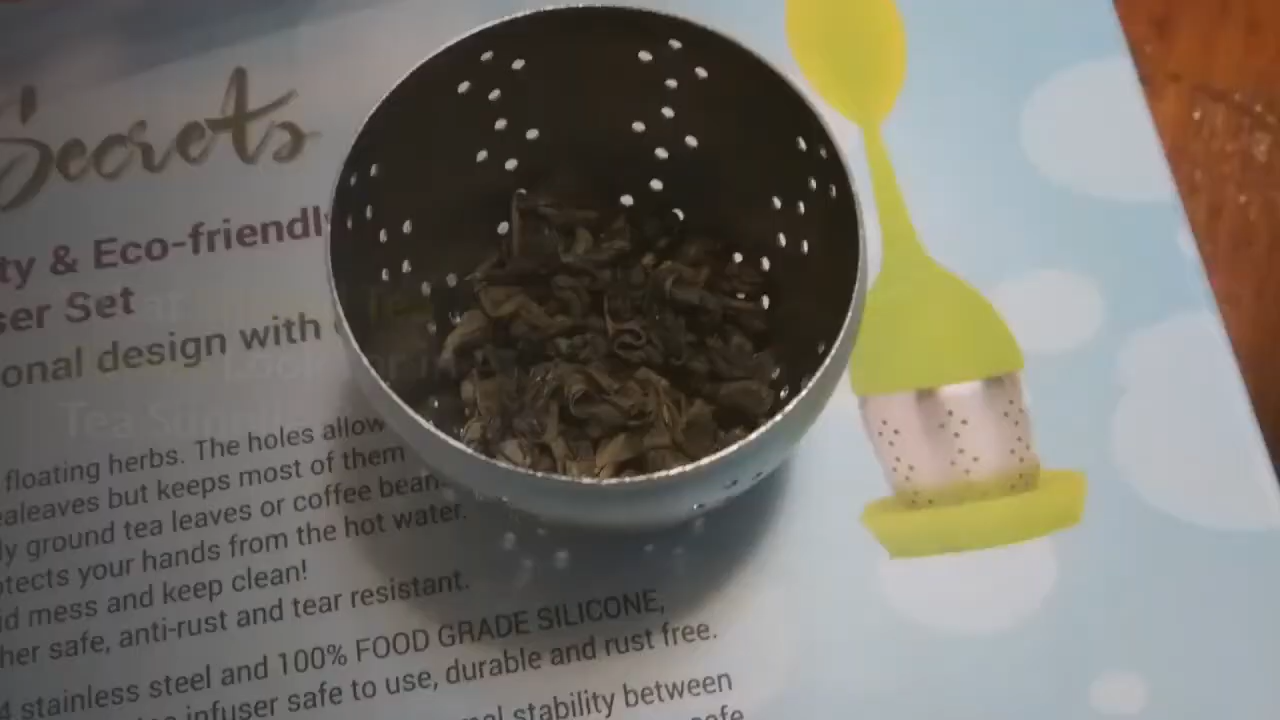 Secrets
ty & Eco-friendl
ser Set
onal design with
Tea
floating herbs. The holes allow
ealeaves but keeps most of them
ly ground tea leaves or coffee bean
otects your hands from the hot water.
id mess and keep clean!
her safe, anti-rust and tear resistant.
4 stainless steel and 100% FOOD GRADE SILICONE,
infuser safe to use, durable and rust free.
al stability between
safe